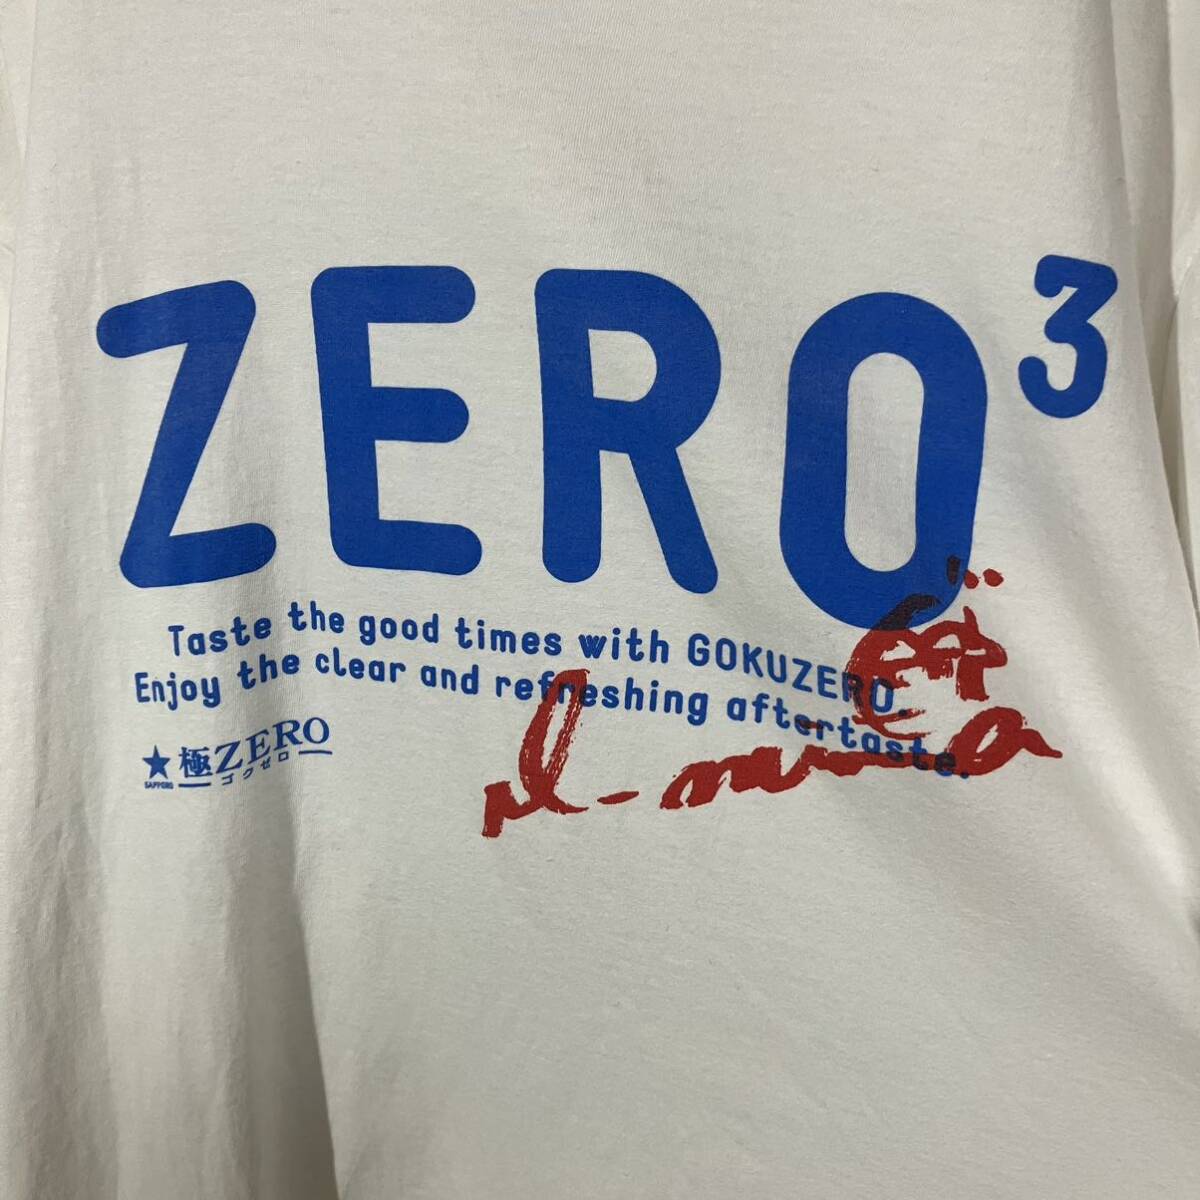 ZERO³
Taste the good times with GOKUZERO.
Enjoy the clear and refreshing aftertaste.
★極ZERO
SAPPORO ゴクゼロ